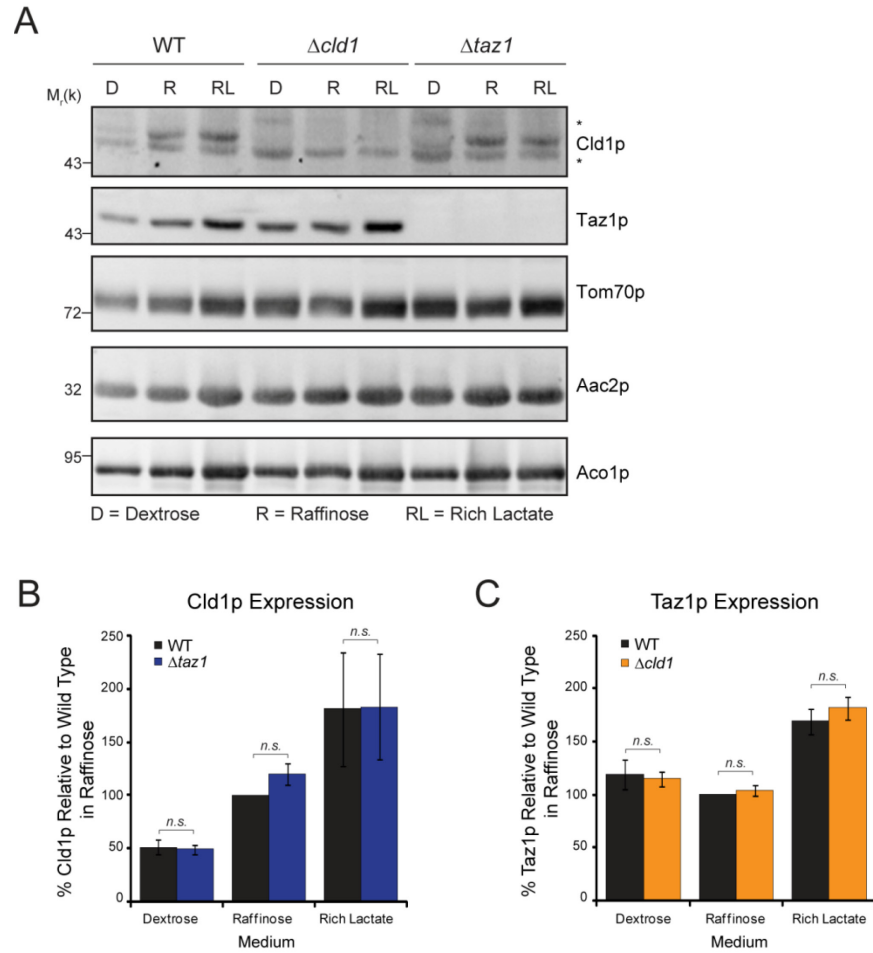 A
WT Δcld1 Δtaz1
Mr(k) D R RL D R RL D R RL
*
Cld1p
43 *
Taz1p
43
Tom70p
72
32 Aac2p
95
Aco1p
D = Dextrose R = Raffinose RL = Rich Lactate
B
Cld1p Expression
% Cld1p Relative to Wild Type
in Raffinose
250
200
150
100
50
0
WT
Δtaz1
n.s.
n.s.
n.s.
Dextrose Raffinose Rich Lactate
Medium
C
Taz1p Expression
% Taz1p Relative to Wild Type
in Raffinose
250
200
150
100
50
0
WT
Δcld1
n.s.
n.s.
n.s.
Dextrose Raffinose Rich Lactate
Medium